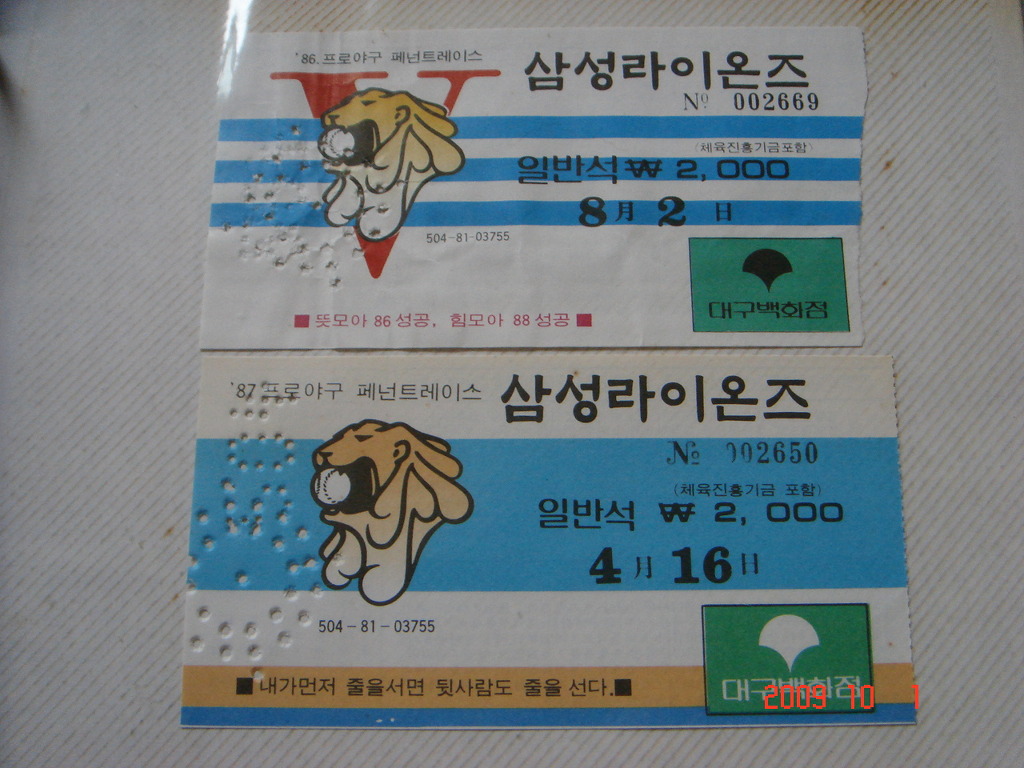 '86. 프로야구 페넌트레이스
삼성라이온즈
Nº 002669
(체육진흥기금포함)
일반석 ₩ 2,000
8月 2日
504-81-03755
대구백화점
■ 뜻모아 86 성공, 힘모아 88 성공 ■
'87 프로야구 페넌트레이스
삼성라이온즈
№ 002650
(체육진흥기금 포함)
일반석 ₩ 2,000
4月 16日
504-81-03755
대구백화점
■ 내가먼저 줄을서면 뒷사람도 줄을 선다. ■
2009 10 1